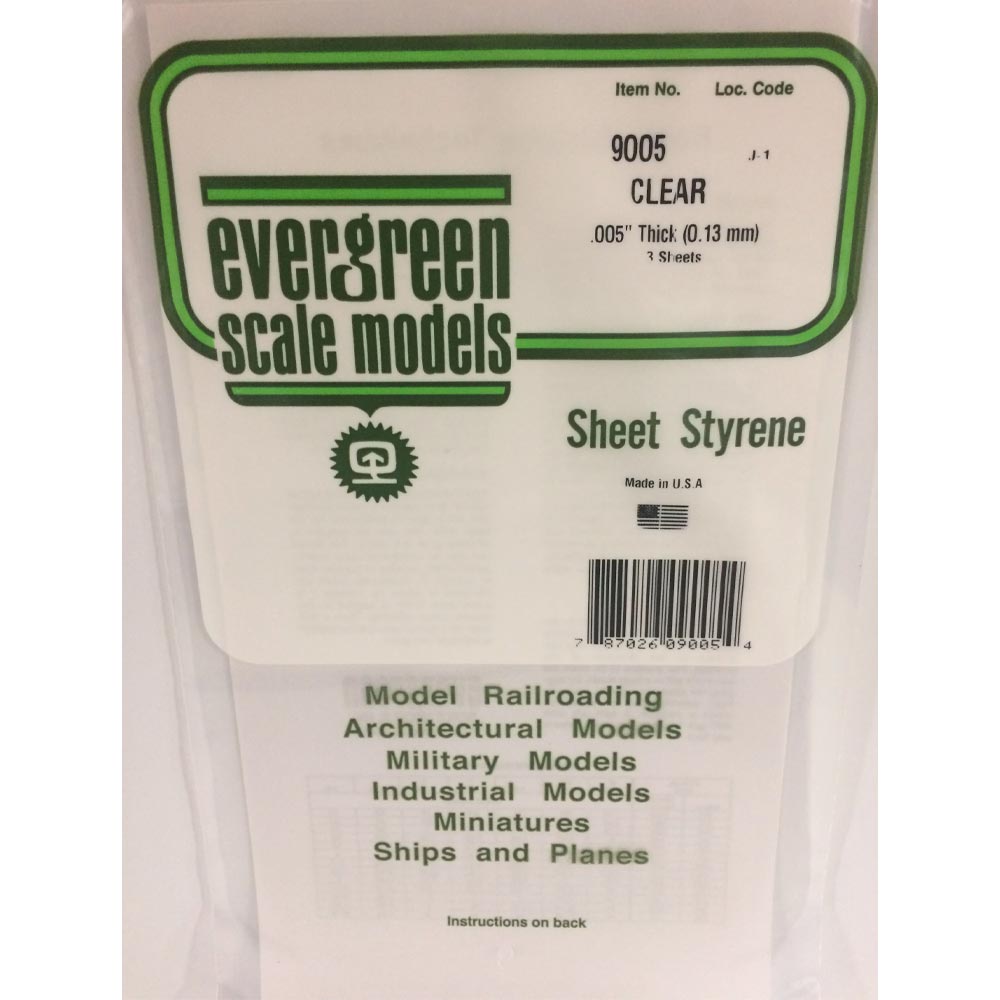 Item No. Loc. Code
9005 J-1
CLEAR
.005" Thick (0.13 mm)
3 Sheets
evergreen
scale models
Sheet Styrene
Made in U.S.A
7 87026 09005 4
Model Railroading
Architectural Models
Military Models
Industrial Models
Miniatures
Ships and Planes
Instructions on back